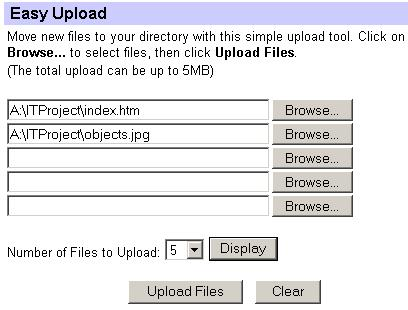 Easy Upload
Move new files to your directory with this simple upload tool. Click on
Browse... to select files, then click Upload Files.
(The total upload can be up to 5MB)
A:\ITProject\index.htm Browse...
A:\ITProject\objects.jpg Browse...
Browse...
Browse...
Browse...
Number of Files to Upload: 5 Display
Upload Files Clear